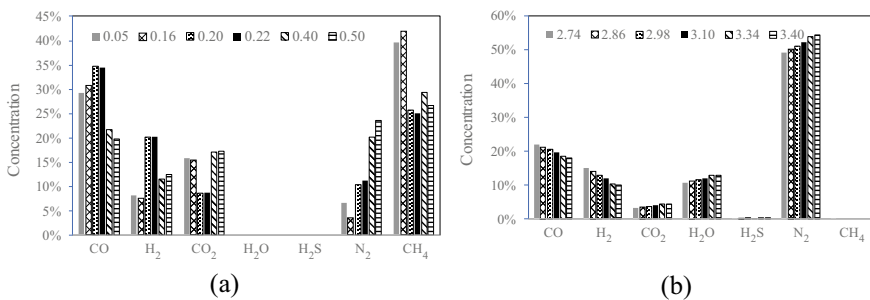 45%
40%
35%
30%
25%
20%
15%
10%
5%
0%
Concentration
0.05 0.16 0.20 0.22 0.40 0.50
CO H₂ CO₂ H₂O H₂S N₂ CH₄
(a)
60%
50%
40%
30%
20%
10%
0%
Concentration
2.74 2.86 2.98 3.10 3.34 3.40
CO H₂ CO₂ H₂O H₂S N₂ CH₄
(b)